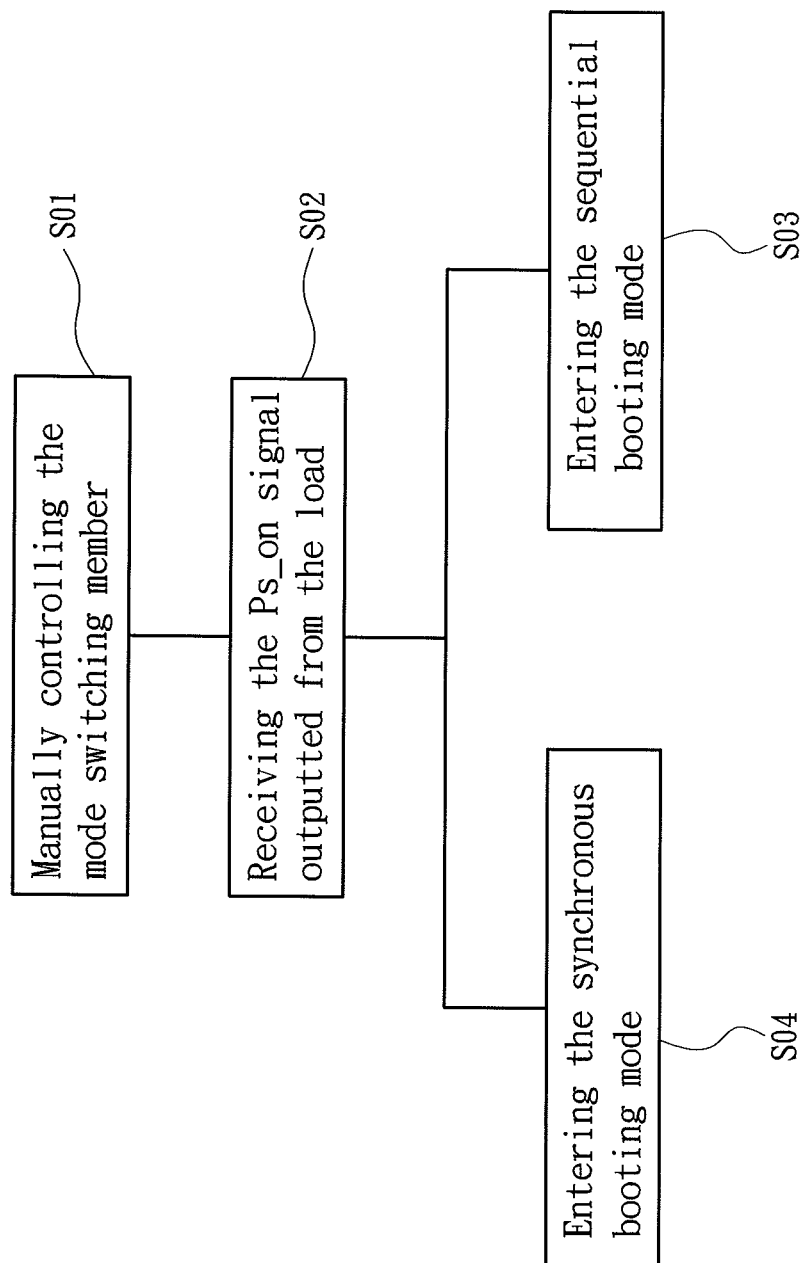 Manually controlling the
mode switching member
S01
Receiving the Ps_on signal
outputted from the load
S02
Entering the synchronous
booting mode
S04
Entering the sequential
booting mode
S03